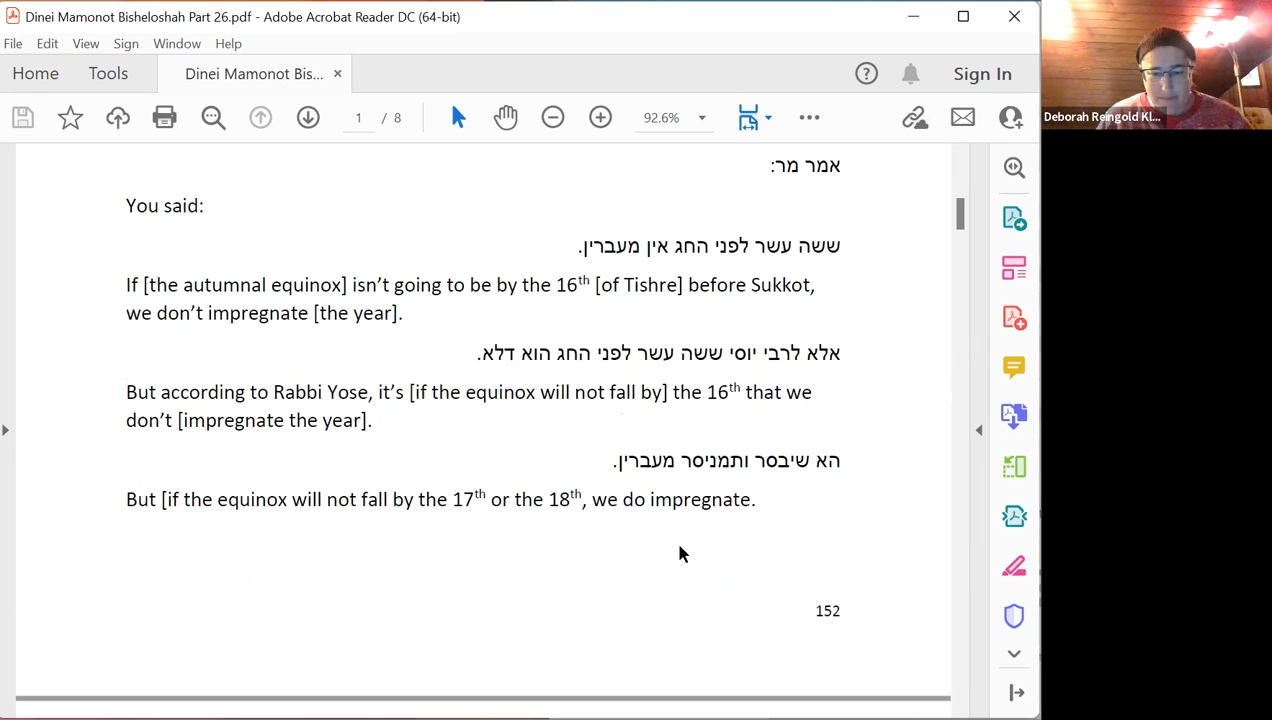 Dinei Mamonot Bisheloshah Part 26.pdf - Adobe Acrobat Reader DC (64-bit)
File Edit View Sign Window Help
Home Tools Dinei Mamonot Bis... × Sign In
1 / 8 92.6%
Deborah Reingold Kl...
אמר מר:
You said:
ששה עשר לפני החג אין מעברין.
If [the autumnal equinox] isn't going to be by the 16th [of Tishre] before Sukkot,
we don't impregnate [the year].
אלא לרבי יוסי ששה עשר לפני החג הוא דלא.
But according to Rabbi Yose, it's [if the equinox will not fall by] the 16th that we
don't [impregnate the year].
הא שיבסר ותמניסר מעברין.
But [if the equinox will not fall by the 17th or the 18th, we do impregnate.
152